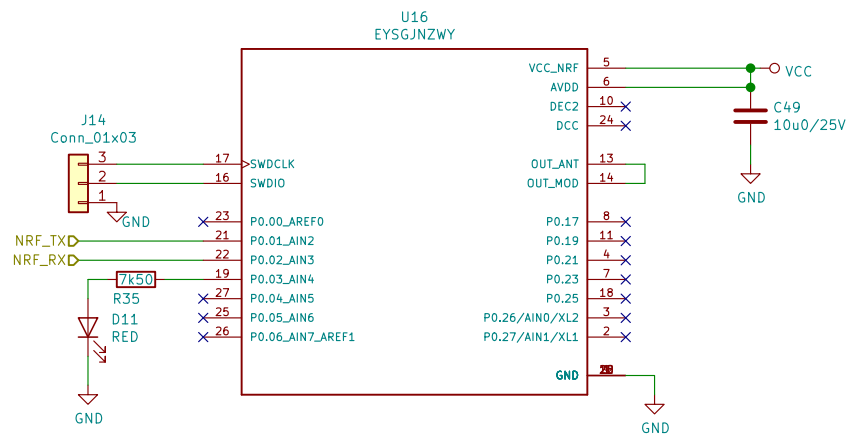 U16
EYSGJNZWY
VCC_NRF 5
VCC
AVDD 6
DEC2 10
C49
10u0/25V
DCC 24
J14
Conn_01x03
3 17 SWDCLK
OUT_ANT 13
2 16 SWDIO
OUT_MOD 14
GND
1
GND
23 P0.00_AREF0
P0.17 8
NRF_TX 21 P0.01_AIN2
P0.19 11
NRF_RX 22 P0.02_AIN3
P0.21 4
7k50 19 P0.03_AIN4
P0.23 7
R35
27 P0.04_AIN5
P0.25 18
D11
RED
25 P0.05_AIN6
P0.26/AIN0/XL2 3
26 P0.06_AIN7_AREF1
P0.27/AIN1/XL1 2
GND
GND
GND